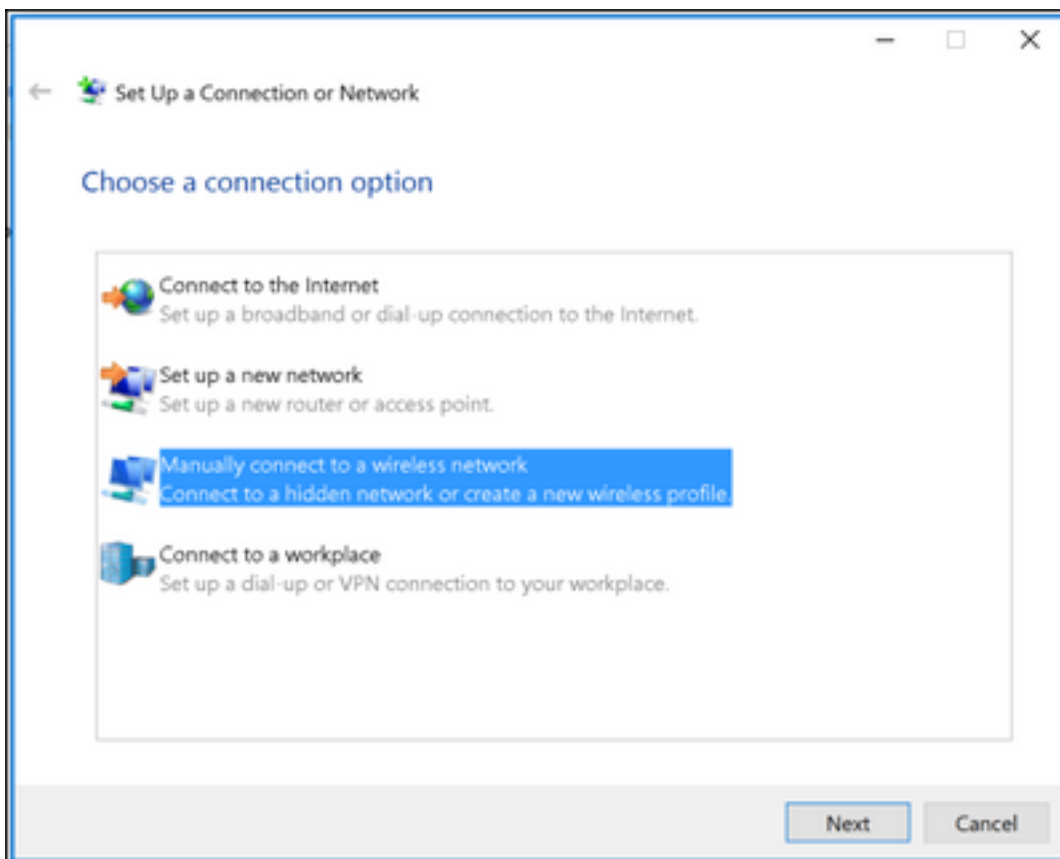 Set Up a Connection or Network
Choose a connection option
Connect to the Internet
Set up a broadband or dial-up connection to the Internet.
Set up a new network
Set up a new router or access point.
Manually connect to a wireless network
Connect to a hidden network or create a new wireless profile.
Connect to a workplace
Set up a dial-up or VPN connection to your workplace.
Next
Cancel